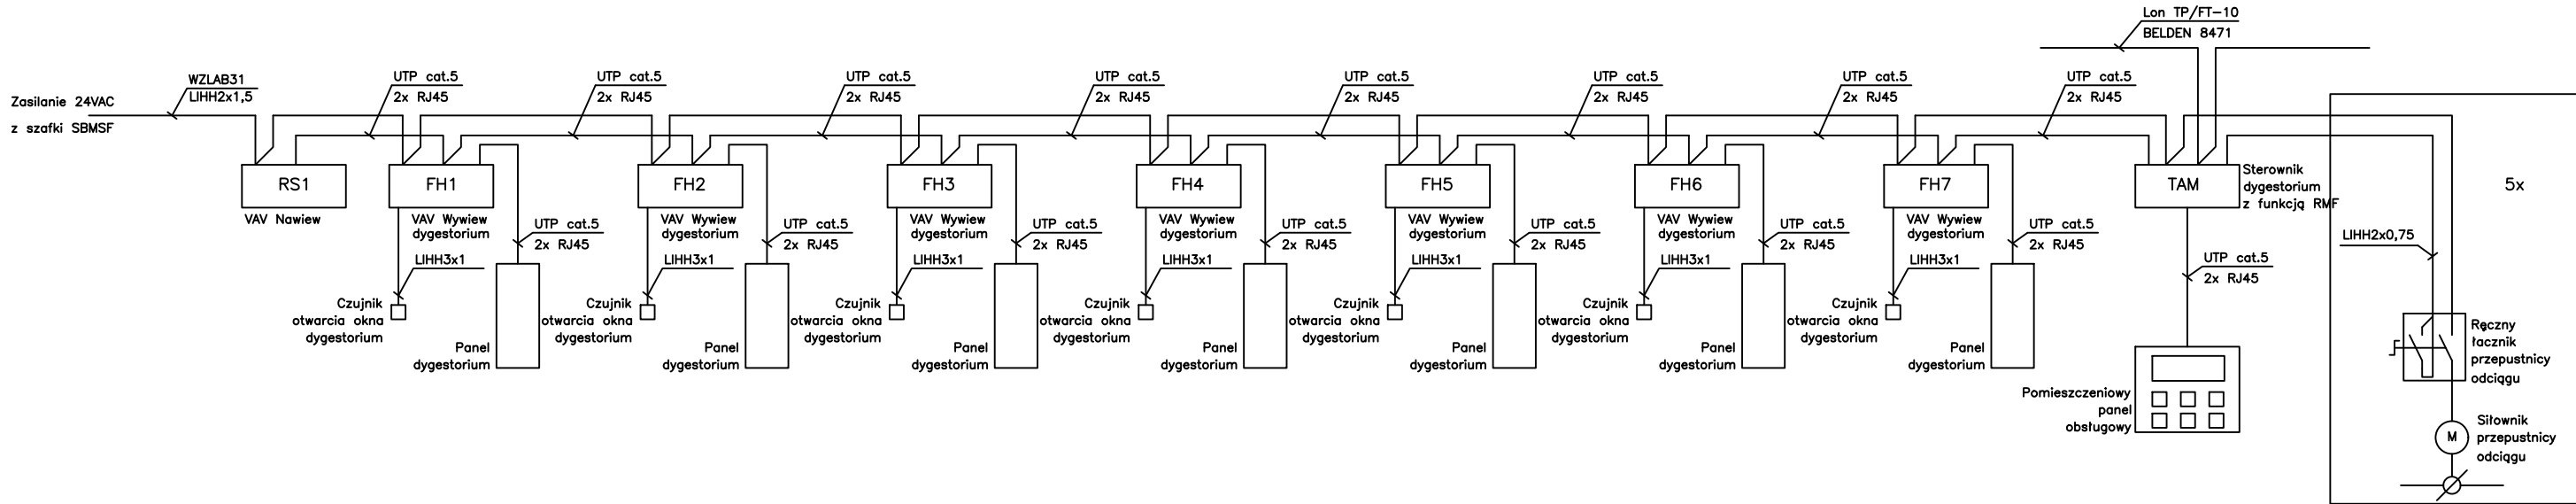 Lon TP/FT-10
BELDEN 8471
Zasilanie 24VAC
z szafki SBMSF
WZLAB31
LIHH2x1,5
UTP cat.5
2x RJ45
UTP cat.5
2x RJ45
UTP cat.5
2x RJ45
UTP cat.5
2x RJ45
UTP cat.5
2x RJ45
UTP cat.5
2x RJ45
UTP cat.5
2x RJ45
UTP cat.5
2x RJ45
RS1
VAV Nawiew
FH1
VAV Wywiew
dygestorium
UTP cat.5
2x RJ45
LIHH3x1
Czujnik
otwarcia okna
dygestorium
Panel
dygestorium
FH2
VAV Wywiew
dygestorium
UTP cat.5
2x RJ45
LIHH3x1
Czujnik
otwarcia okna
dygestorium
Panel
dygestorium
FH3
VAV Wywiew
dygestorium
UTP cat.5
2x RJ45
LIHH3x1
Czujnik
otwarcia okna
dygestorium
Panel
dygestorium
FH4
VAV Wywiew
dygestorium
UTP cat.5
2x RJ45
LIHH3x1
Czujnik
otwarcia okna
dygestorium
Panel
dygestorium
FH5
VAV Wywiew
dygestorium
UTP cat.5
2x RJ45
LIHH3x1
Czujnik
otwarcia okna
dygestorium
Panel
dygestorium
FH6
VAV Wywiew
dygestorium
UTP cat.5
2x RJ45
LIHH3x1
Czujnik
otwarcia okna
dygestorium
Panel
dygestorium
FH7
VAV Wywiew
dygestorium
UTP cat.5
2x RJ45
LIHH3x1
Czujnik
otwarcia okna
dygestorium
Panel
dygestorium
TAM
Sterownik
dygestorium
z funkcją RMF
UTP cat.5
2x RJ45
Pomieszczeniowy
panel
obsługowy
5x
LIHH2x0,75
Ręczny
łacznik
przepustnicy
odciągu
M
Siłownik
przepustnicy
odciągu